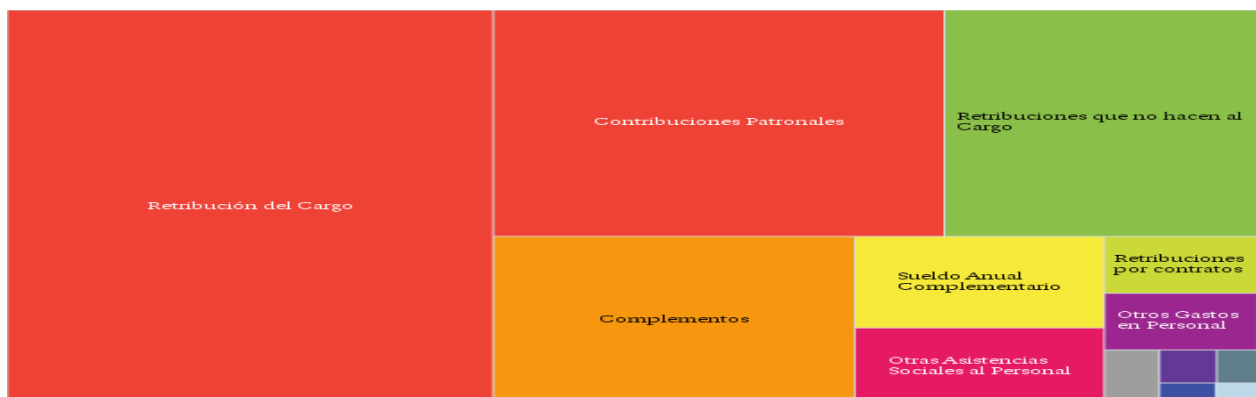 Retribución del Cargo
Contribuciones Patronales
Retribuciones que no hacen al
Cargo
Complementos
Sueldo Anual
Complementario
Otras Asistencias
Sociales al Personal
Retribuciones
por contratos
Otros Gastos
en Personal